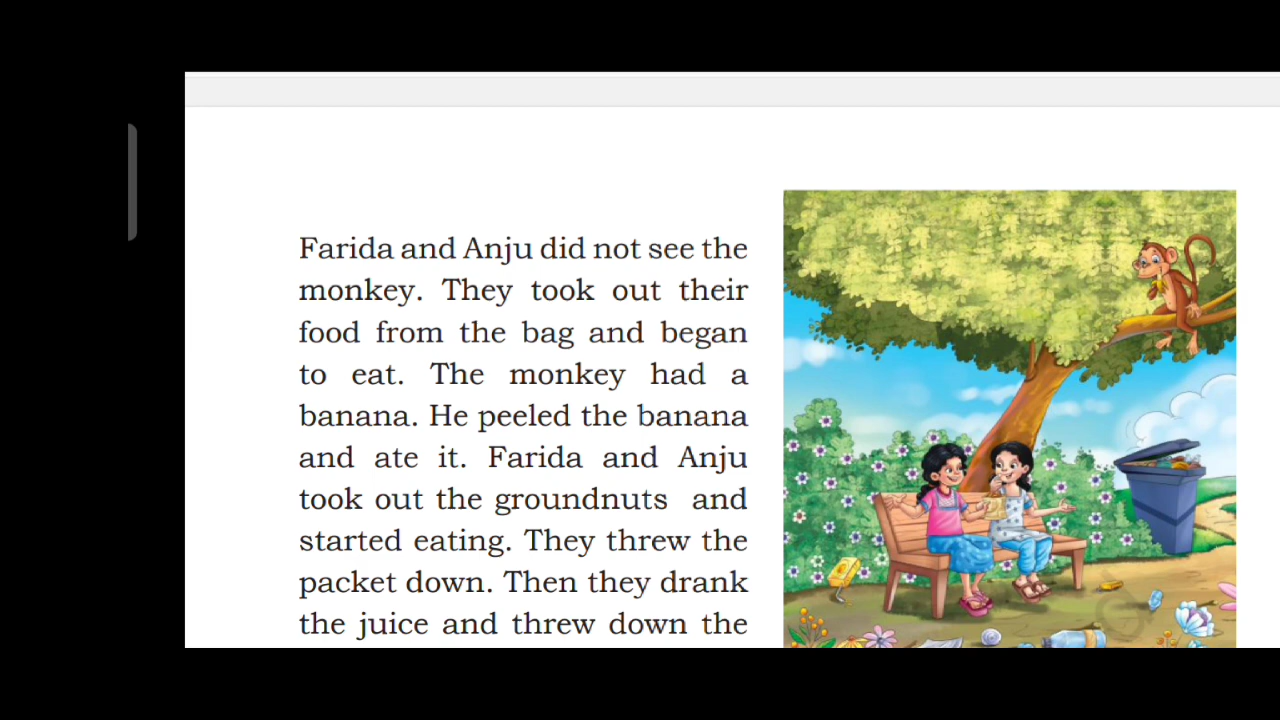 Farida and Anju did not see the
monkey. They took out their
food from the bag and began
to eat. The monkey had a
banana. He peeled the banana
and ate it. Farida and Anju
took out the groundnuts and
started eating. They threw the
packet down. Then they drank
the juice and threw down the